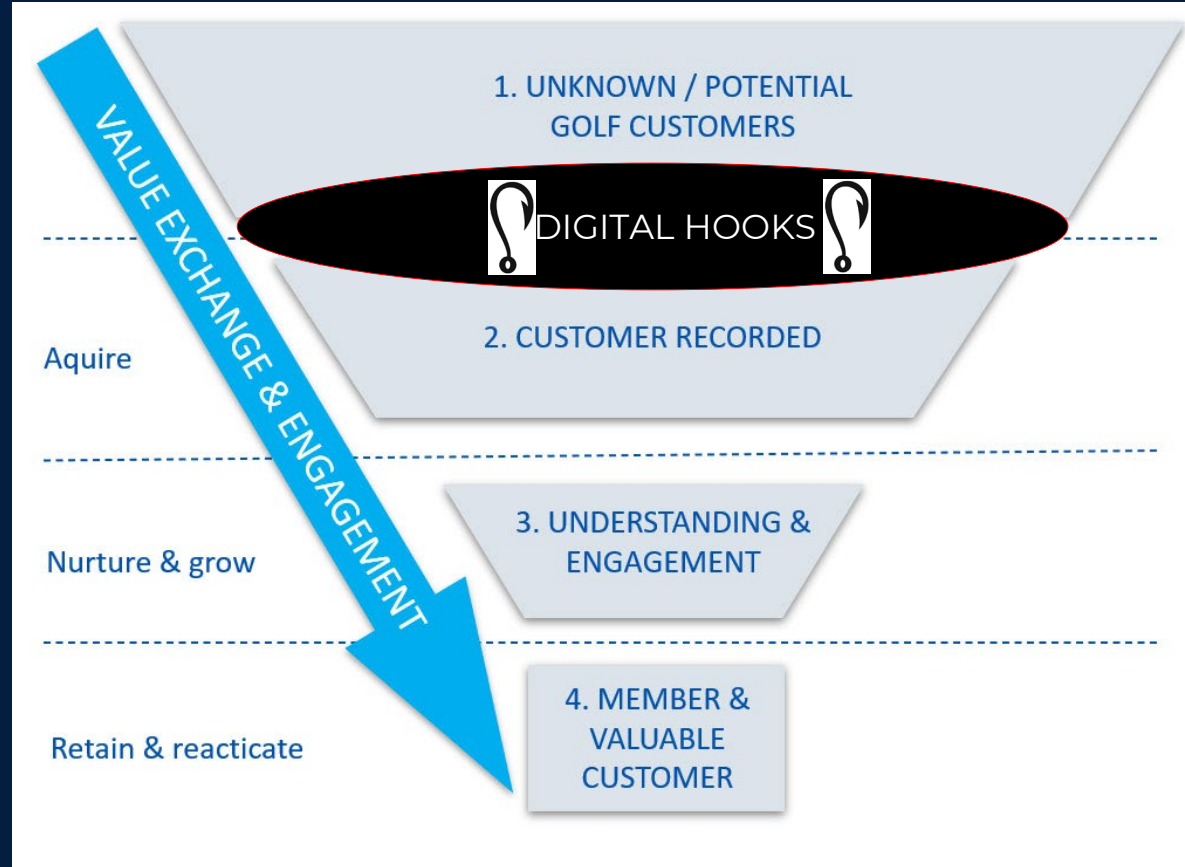 1. UNKNOWN / POTENTIAL
GOLF CUSTOMERS
DIGITAL HOOKS
VALUE EXCHANGE & ENGAGEMENT
Aquire
2. CUSTOMER RECORDED
Nurture & grow
3. UNDERSTANDING &
ENGAGEMENT
Retain & reacticate
4. MEMBER &
VALUABLE
CUSTOMER